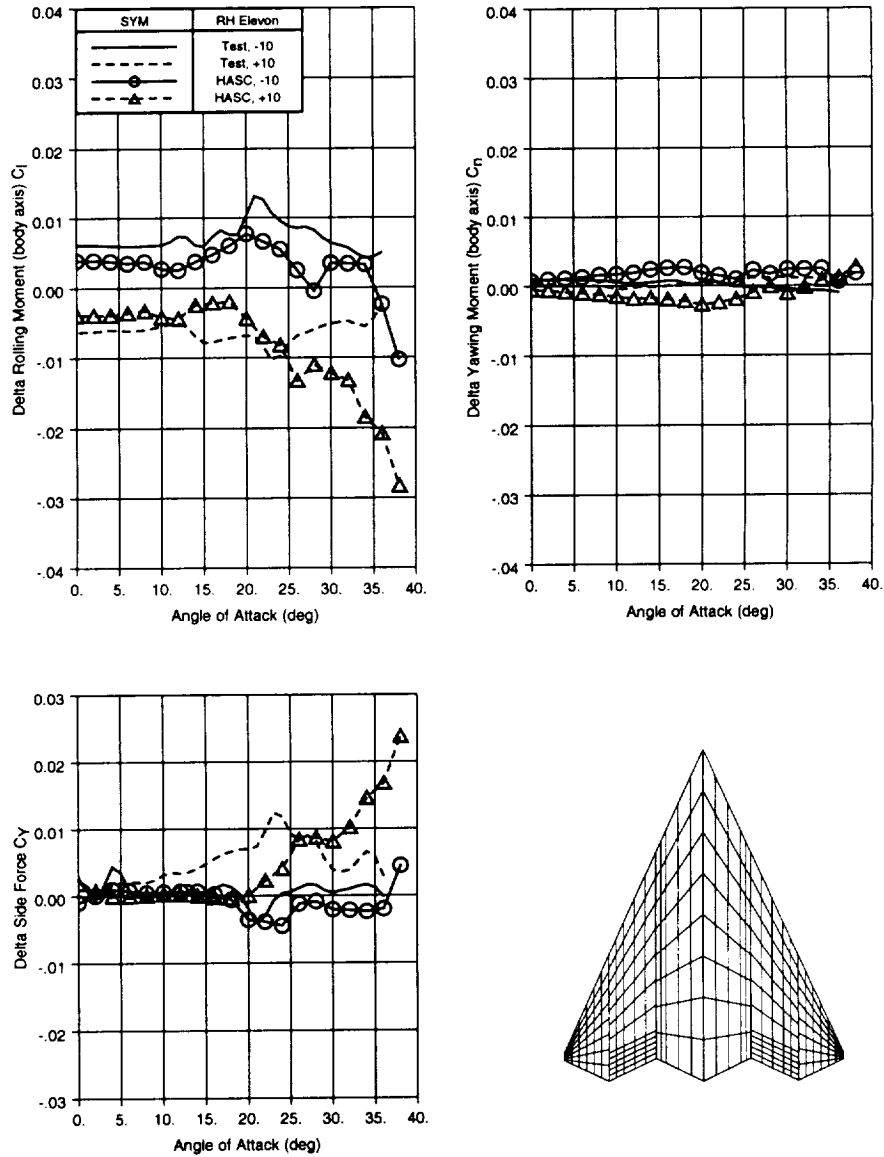 0.04
0.03
0.02
0.01
0.00
-.01
-.02
-.03
-.04
Delta Rolling Moment (body axis) Cl
SYM RH Elevon
Test, -10
Test, +10
HASC, -10
HASC, +10
0. 5. 10. 15. 20. 25. 30. 35. 40.
Angle of Attack (deg)
0.04
0.03
0.02
0.01
0.00
-.01
-.02
-.03
-.04
Delta Yawing Moment (body axis) Cn
0. 5. 10. 15. 20. 25. 30. 35. 40.
Angle of Attack (deg)
0.03
0.02
0.01
0.00
-.01
-.02
-.03
Delta Side Force CY
0. 5. 10. 15. 20. 25. 30. 35. 40.
Angle of Attack (deg)